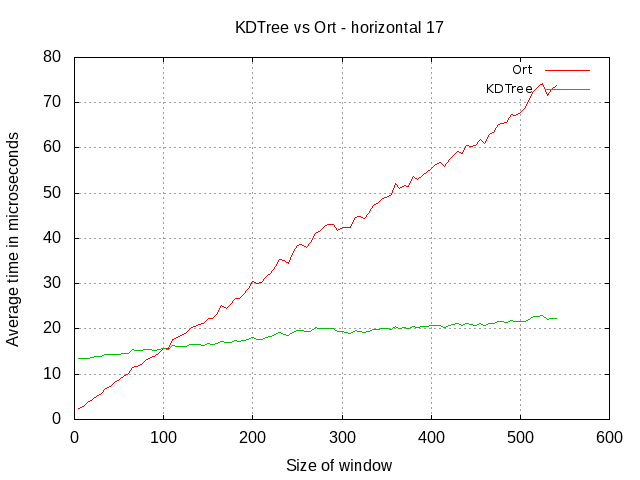 KDTree vs Ort - horizontal 17
80
70
60
50
40
30
20
10
0
Average time in microseconds
Ort
KDTree
0 100 200 300 400 500 600
Size of window